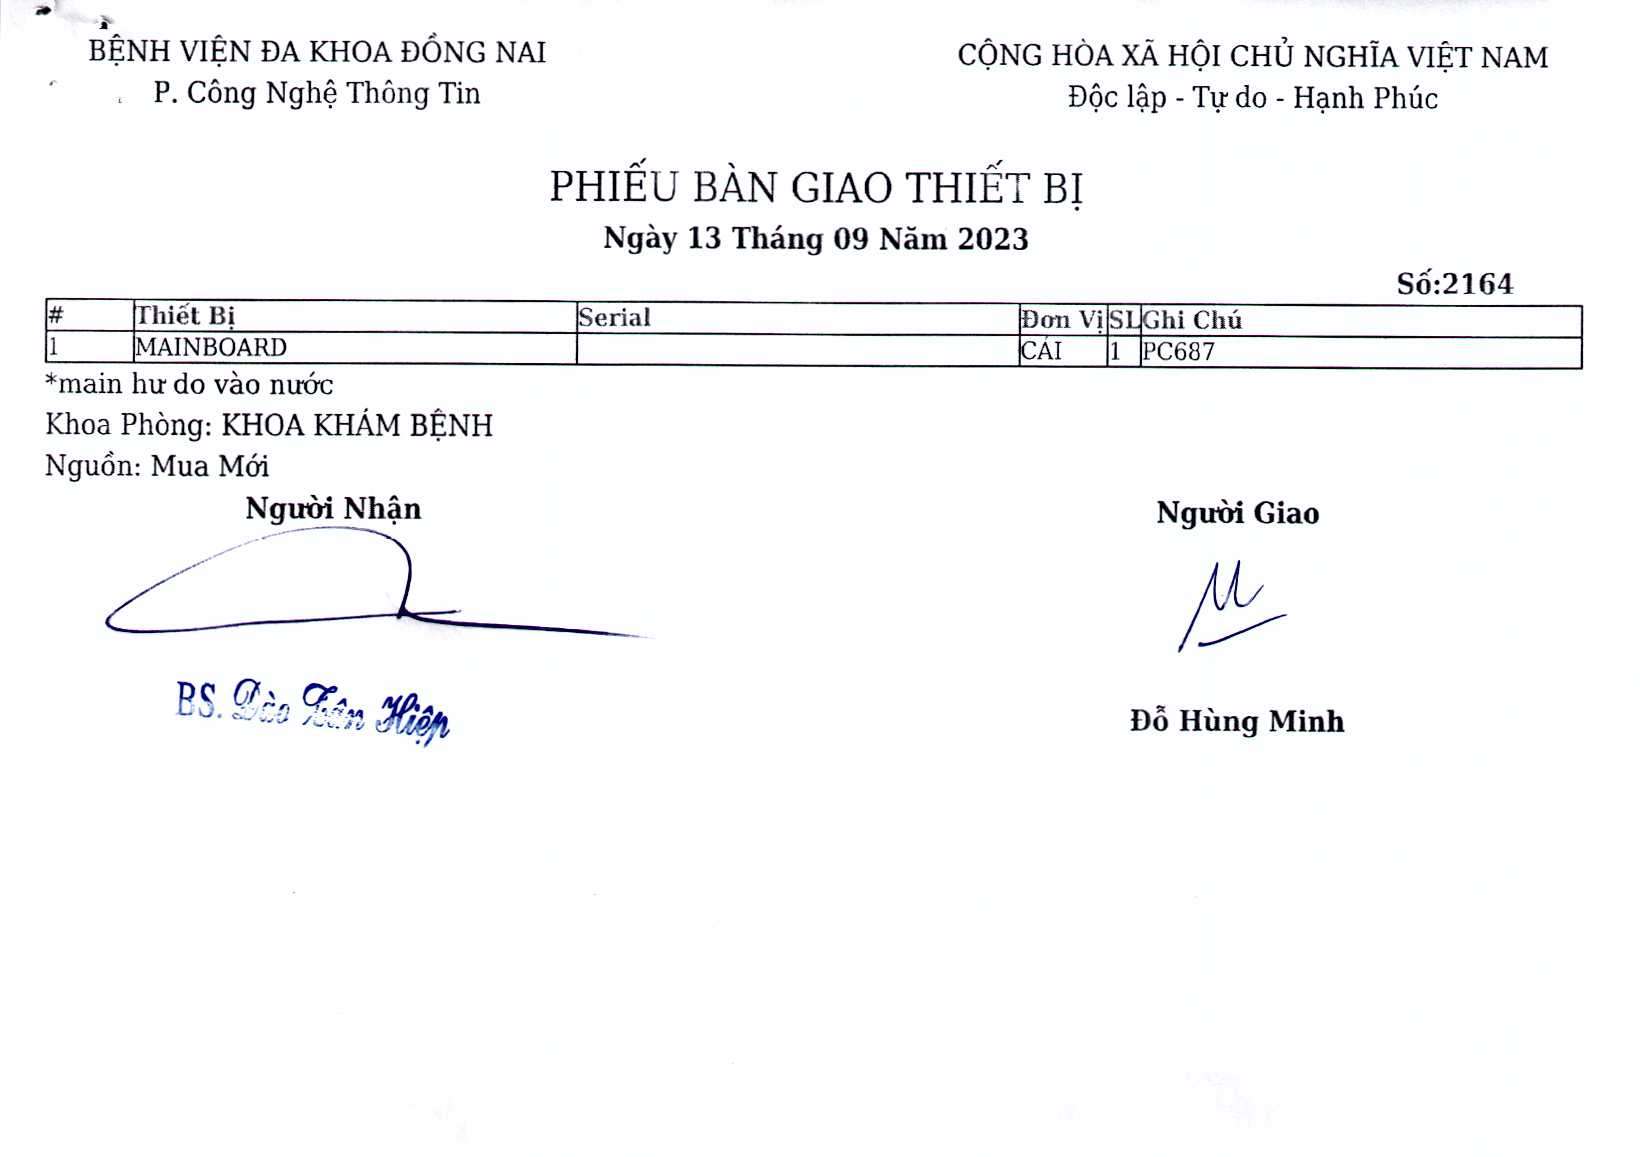 BỆNH VIỆN ĐA KHOA ĐỒNG NAI
P. Công Nghệ Thông Tin
CỘNG HÒA XÃ HỘI CHỦ NGHĨA VIỆT NAM
Độc lập - Tự do - Hạnh Phúc
PHIẾU BÀN GIAO THIẾT BỊ
Ngày 13 Tháng 09 Năm 2023
Số:2164
# Thiết Bị Serial Đơn Vị SL Ghi Chú
1 MAINBOARD CÁI 1 PC687
*main hư do vào nước
Khoa Phòng: KHOA KHÁM BỆNH
Nguồn: Mua Mới
Người Nhận Người Giao
BS. Đào Tân Hiệp
Đỗ Hùng Minh